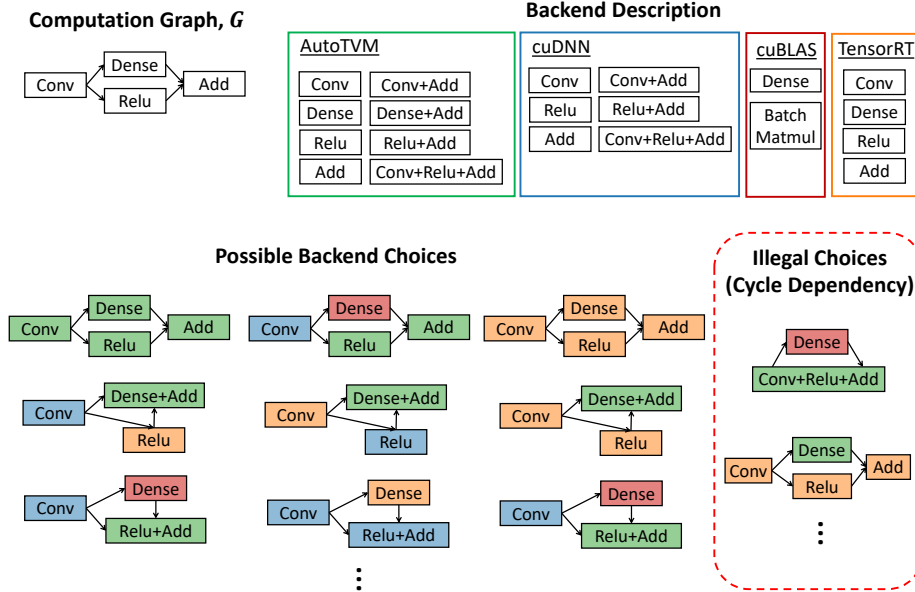 Computation Graph, G
Conv
Dense
Relu
Add
Backend Description
AutoTVM
Conv
Conv+Add
Dense
Dense+Add
Relu
Relu+Add
Add
Conv+Relu+Add
cuDNN
Conv
Conv+Add
Relu
Relu+Add
Add
Conv+Relu+Add
cuBLAS
Dense
Batch
Matmul
TensorRT
Conv
Dense
Relu
Add
Possible Backend Choices
Conv
Dense
Relu
Add
Conv
Dense
Relu
Add
Conv
Dense
Relu
Add
Conv
Dense+Add
Relu
Conv
Dense+Add
Relu
Conv
Dense+Add
Relu
Conv
Dense
Relu+Add
Conv
Dense
Relu+Add
Conv
Dense
Relu+Add
Illegal Choices
(Cycle Dependency)
Dense
Conv+Relu+Add
Conv
Dense
Relu
Add